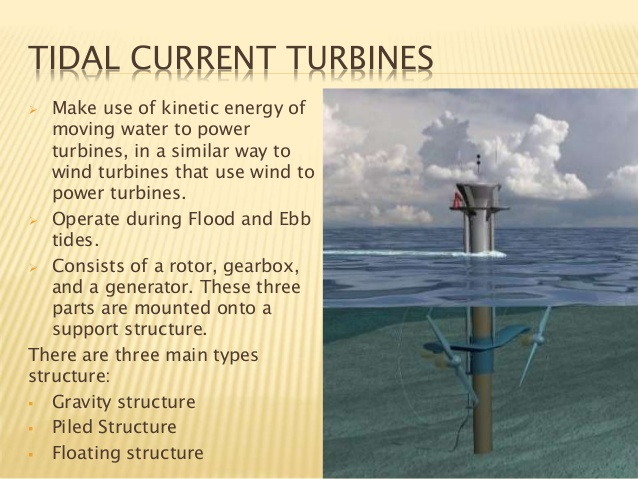 TIDAL CURRENT TURBINES
➢ Make use of kinetic energy of
moving water to power
turbines, in a similar way to
wind turbines that use wind to
power turbines.
➢ Operate during Flood and Ebb
tides.
➢ Consists of a rotor, gearbox,
and a generator. These three
parts are mounted onto a
support structure.
There are three main types
structure:
▪ Gravity structure
▪ Piled Structure
▪ Floating structure